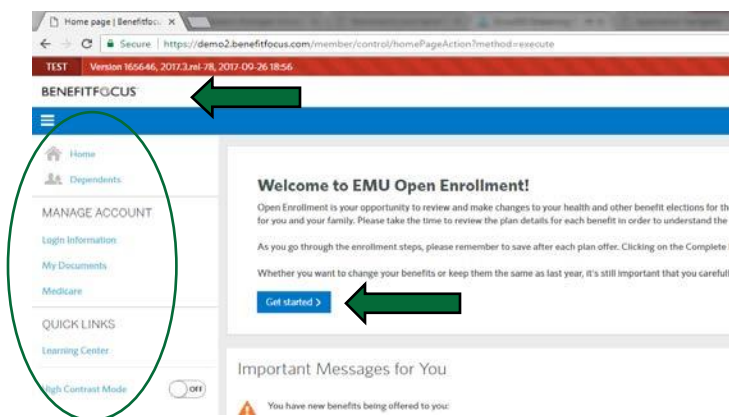 Home page | Benefitfocu
Secure | https://demo2.benefitfocus.com/member/control/homePageAction?method=execute
TEST Version 165646, 2017.3.rel-78, 2017-09-26 18:56
BENEFITFOCUS
Home
Dependents
MANAGE ACCOUNT
Login Information
My Documents
Medicare
QUICK LINKS
Learning Center
High Contrast Mode OFF
Welcome to EMU Open Enrollment!
Open Enrollment is your opportunity to review and make changes to your health and other benefit elections for th
for you and your family. Please take the time to review the plan details for each benefit in order to understand the
As you go through the enrollment steps, please remember to save after each plan offer. Clicking on the Complete
Whether you want to change your benefits or keep them the same as last year, it's still important that you carefull
Get started >
Important Messages for You
You have new benefits being offered to you: